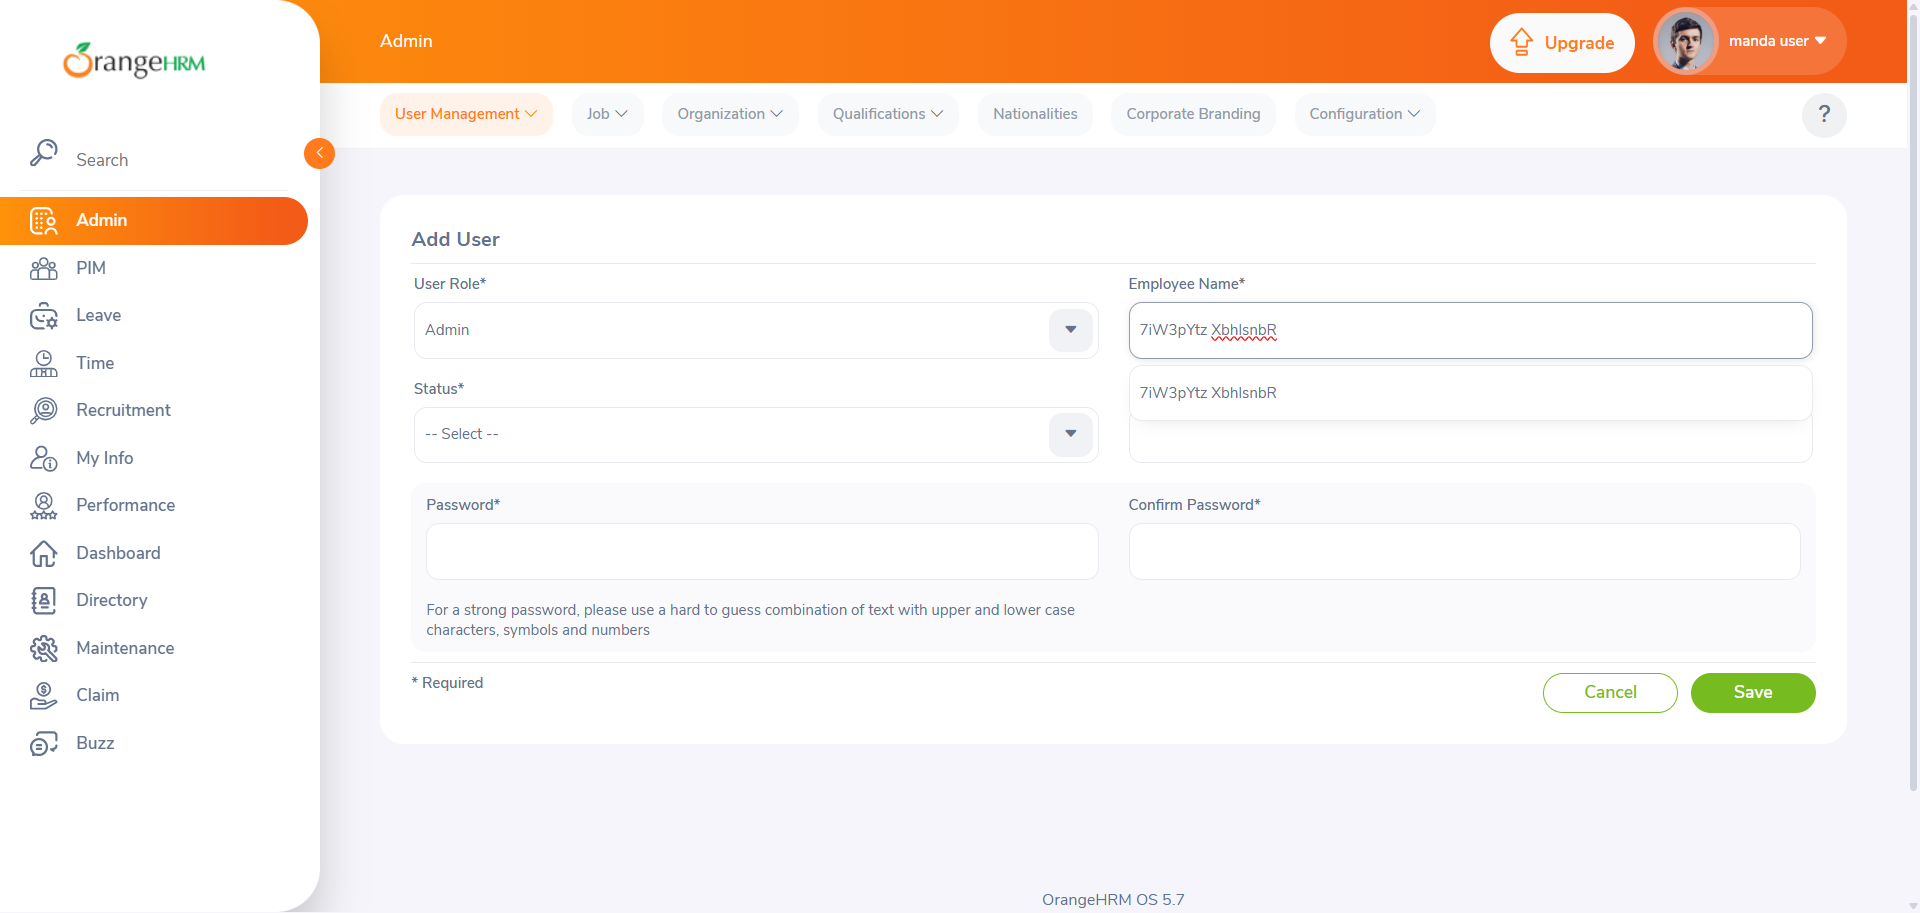 OrangeHRM
Search
Admin
PIM
Leave
Time
Recruitment
My Info
Performance
Dashboard
Directory
Maintenance
Claim
Buzz
Admin
Upgrade
manda user
User Management
Job
Organization
Qualifications
Nationalities
Corporate Branding
Configuration
?
Add User
User Role*
Employee Name*
Admin
7iW3pYtz XbhlsnbR
7iW3pYtz XbhlsnbR
Status*
-- Select --
Password*
Confirm Password*
For a strong password, please use a hard to guess combination of text with upper and lower case
characters, symbols and numbers
* Required
Cancel
Save
OrangeHRM OS 5.7